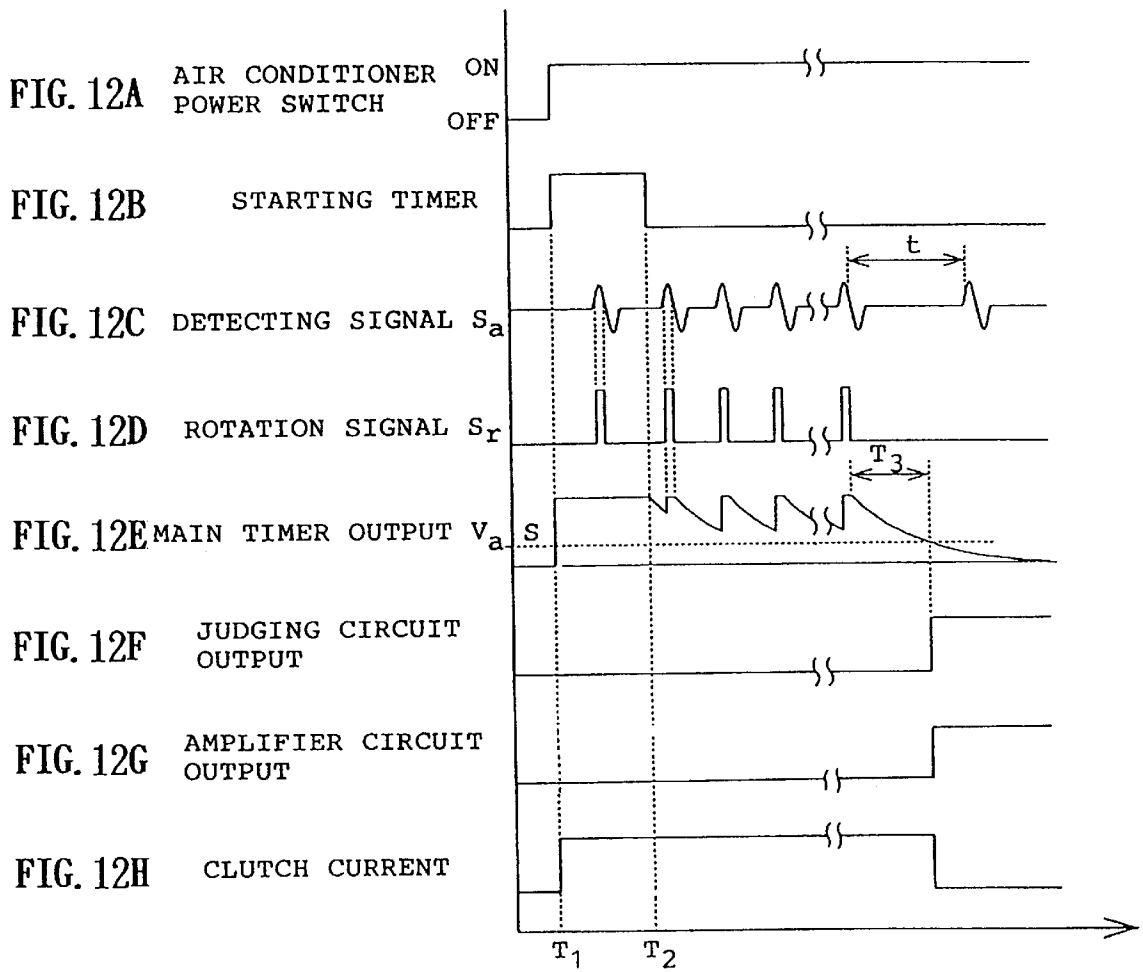 FIG. 12A AIR CONDITIONER POWER SWITCH
ON
OFF
FIG. 12B STARTING TIMER
t
FIG. 12C DETECTING SIGNAL Sa
FIG. 12D ROTATION SIGNAL Sr
T3
FIG. 12E MAIN TIMER OUTPUT Va
S
FIG. 12F JUDGING CIRCUIT OUTPUT
FIG. 12G AMPLIFIER CIRCUIT OUTPUT
FIG. 12H CLUTCH CURRENT
T1 T2